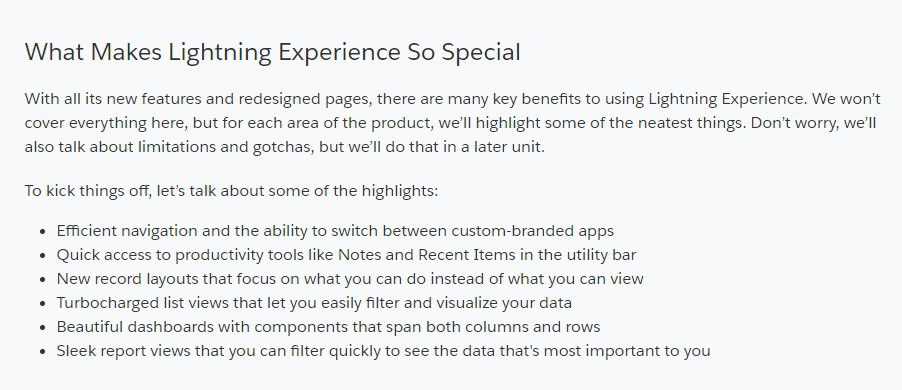 What Makes Lightning Experience So Special
With all its new features and redesigned pages, there are many key benefits to using Lightning Experience. We won’t
cover everything here, but for each area of the product, we’ll highlight some of the neatest things. Don’t worry, we’ll
also talk about limitations and gotchas, but we’ll do that in a later unit.
To kick things off, let’s talk about some of the highlights:
• Efficient navigation and the ability to switch between custom-branded apps
• Quick access to productivity tools like Notes and Recent Items in the utility bar
• New record layouts that focus on what you can do instead of what you can view
• Turbocharged list views that let you easily filter and visualize your data
• Beautiful dashboards with components that span both columns and rows
• Sleek report views that you can filter quickly to see the data that's most important to you